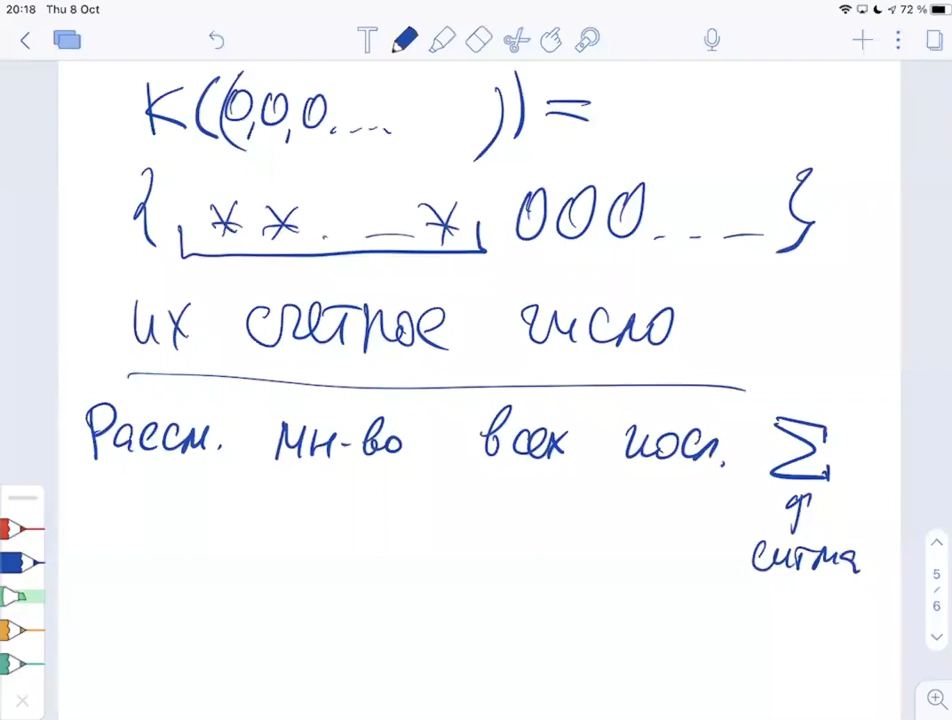 20:18 Thu 8 Oct 72 %
K((0,0,0.... )) =
{ * * . _ * 000... _ }
их счетное число
Рассм. мн-во всех посл. Σ
сигма
5
/
6